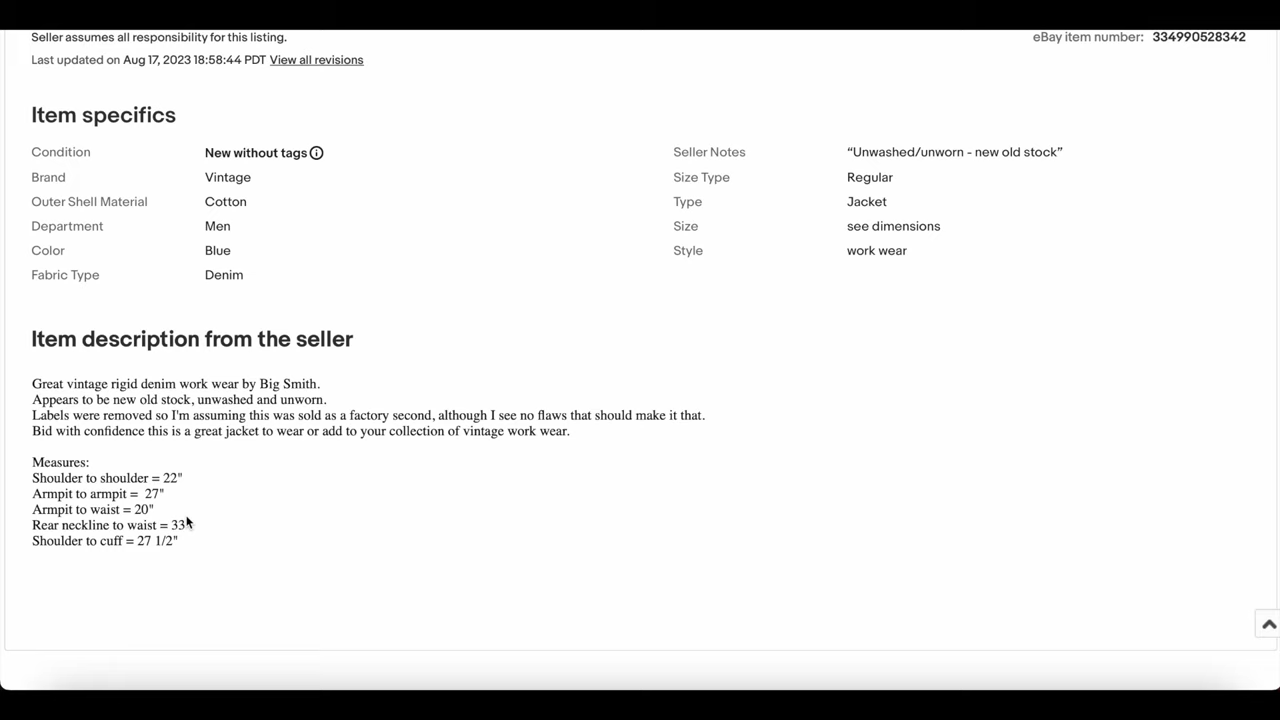 Seller assumes all responsibility for this listing.
eBay item number: 334990528342
Last updated on Aug 17, 2023 18:58:44 PDT View all revisions
Item specifics
Condition New without tags
Seller Notes “Unwashed/unworn - new old stock”
Brand Vintage
Size Type Regular
Outer Shell Material Cotton
Type Jacket
Department Men
Size see dimensions
Color Blue
Style work wear
Fabric Type Denim
Item description from the seller
Great vintage rigid denim work wear by Big Smith.
Appears to be new old stock, unwashed and unworn.
Labels were removed so I'm assuming this was sold as a factory second, although I see no flaws that should make it that.
Bid with confidence this is a great jacket to wear or add to your collection of vintage work wear.
Measures:
Shoulder to shoulder = 22"
Armpit to armpit = 27"
Armpit to waist = 20"
Rear neckline to waist = 33"
Shoulder to cuff = 27 1/2"